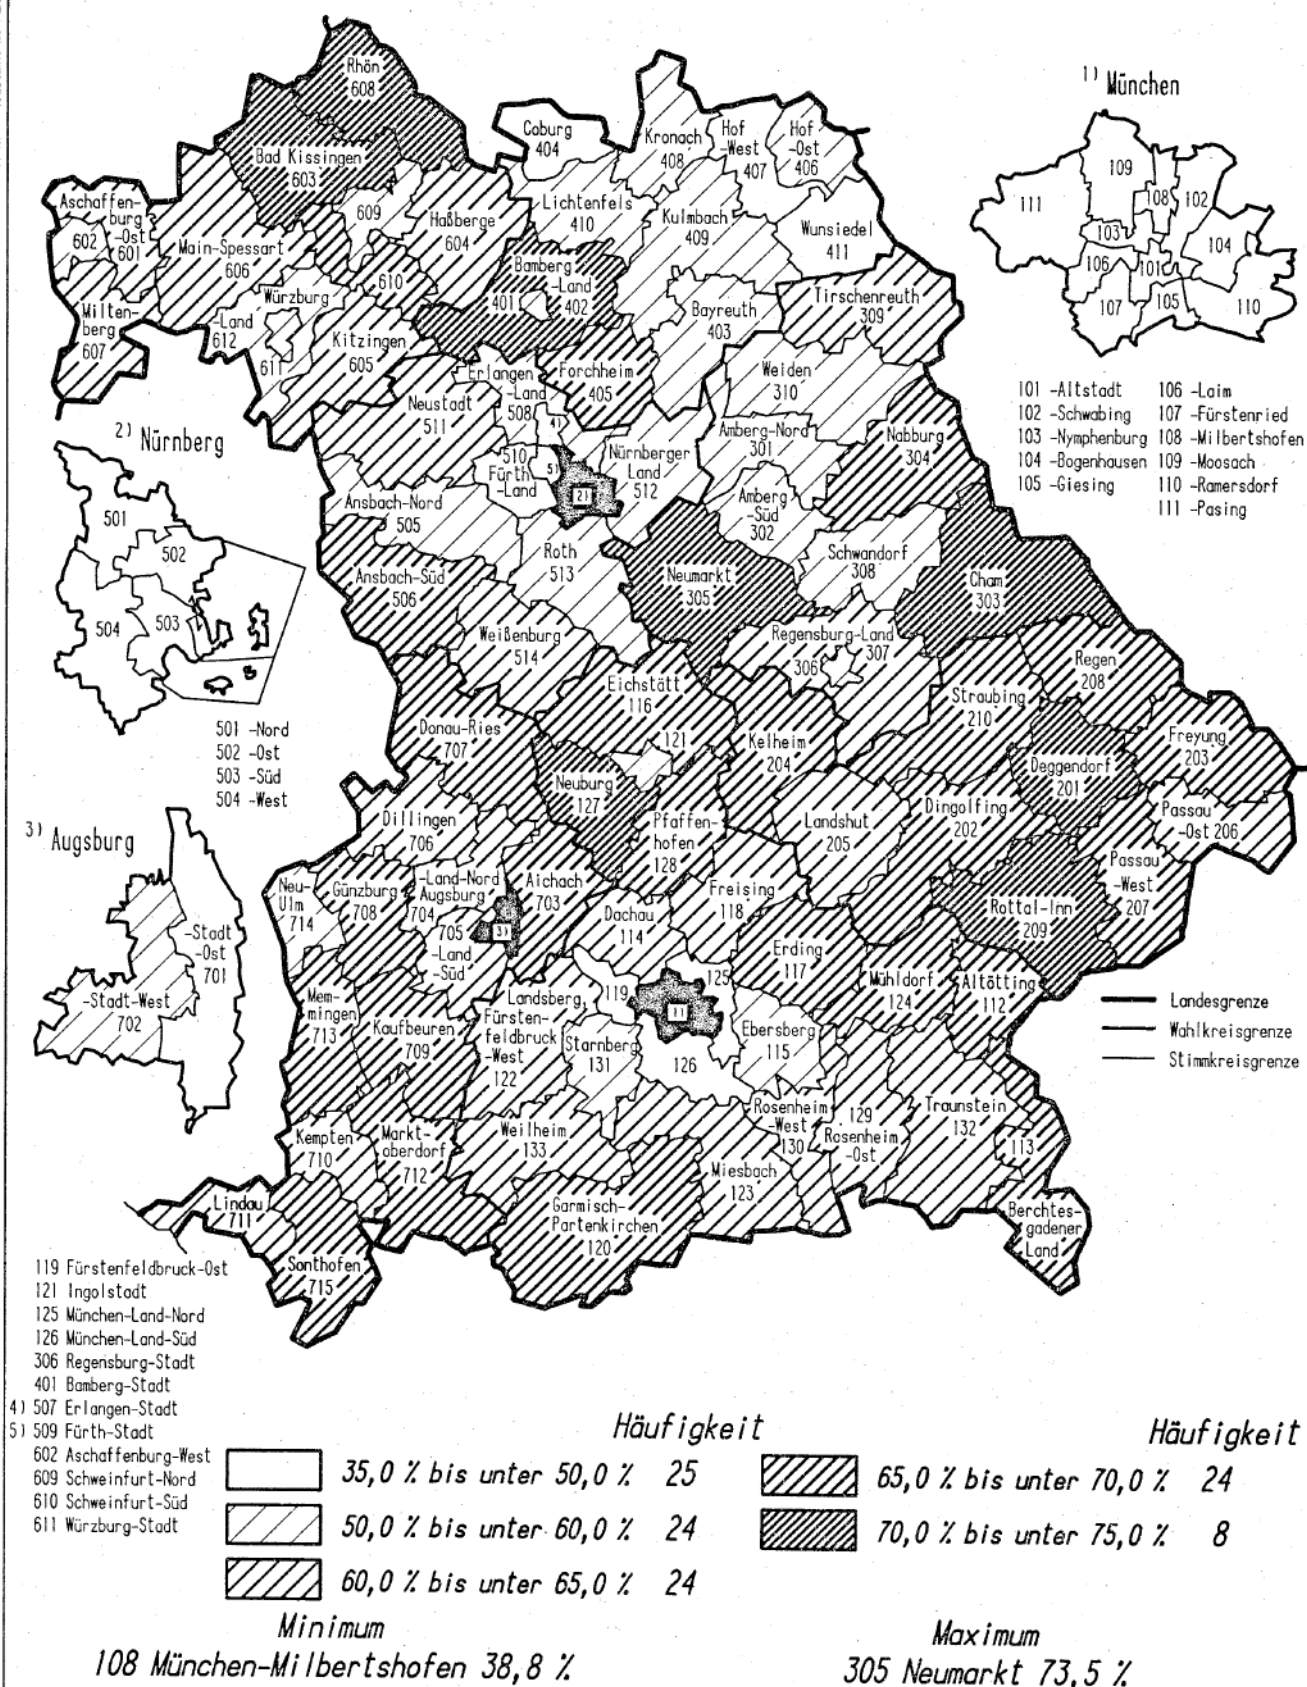 Rhön
608
Coburg
404
Kronach
408
Hof
-West
407
Hof
-Ost
406
1) München
109
111
108
102
103
104
106
101
107
105
110
Bad Kissingen
603
Aschaffen-
burg
-Ost
601
602
609
Haßberge
604
Lichtenfels
410
Kulmbach
409
Wunsiedel
411
Main-Spessart
606
610
Bamberg
-Land
402
401
Tirschenreuth
309
Milten-
berg
607
Würzburg
-Land
612
611
Kitzingen
605
Bayreuth
403
Forchheim
405
Erlangen
-Land
508
4)
Weiden
310
101 -Altstadt
102 -Schwabing
103 -Nymphenburg
104 -Bogenhausen
105 -Giesing
106 -Laim
107 -Fürstenried
108 -Milbertshofen
109 -Moosach
110 -Ramersdorf
111 -Pasing
Neustadt
511
2) Nürnberg
501
502
503
504
510
Fürth
-Land
5)
2)
Nürnberger
Land
512
Amberg-Nord
301
Nabburg
304
Ansbach-Nord
505
Amberg
-Süd
302
Roth
513
Schwandorf
308
Ansbach-Süd
506
Neumarkt
305
Cham
303
Weißenburg
514
Regensburg-Land
307
306
Regen
208
Eichstätt
116
Straubing
210
501 -Nord
502 -Ost
503 -Süd
504 -West
Donau-Ries
707
121
Kelheim
204
Freyung
203
Deggendorf
201
Neuburg
127
Dingolfing
202
3) Augsburg
-Stadt
-Ost
701
-Stadt-West
702
Dillingen
706
Pfaffen-
hofen
128
Landshut
205
Passau
-Ost 206
Passau
-West
207
Neu-
Ulm
714
Günzburg
708
-Land-Nord
Augsburg
704
705
-Land
-Süd
Aichach
703
3)
Freising
118
Rottal-Inn
209
Dachau
114
Erding
117
Mühldorf
124
Altötting
112
119
125
1)
Mem-
mingen
713
Kaufbeuren
709
Landsberg,
Fürsten-
feldbruck
-West
122
Starnberg
131
126
Ebersberg
115
Landesgrenze
Wahlkreisgrenze
Stimmkreisgrenze
Rosenheim
-West
130
129
Rosenheim
-Ost
Traunstein
132
113
Berchtes-
gadener
Land
Kempten
710
Markt-
oberdorf
712
Weilheim
133
Miesbach
123
Lindau
711
Garmisch-
Partenkirchen
120
Sonthofen
715
119 Fürstenfeldbruck-Ost
121 Ingolstadt
125 München-Land-Nord
126 München-Land-Süd
306 Regensburg-Stadt
401 Bamberg-Stadt
4) 507 Erlangen-Stadt
5) 509 Fürth-Stadt
602 Aschaffenburg-West
609 Schweinfurt-Nord
610 Schweinfurt-Süd
611 Würzburg-Stadt
Häufigkeit
35,0 % bis unter 50,0 % 25
50,0 % bis unter 60,0 % 24
60,0 % bis unter 65,0 % 24
Häufigkeit
65,0 % bis unter 70,0 % 24
70,0 % bis unter 75,0 % 8
Minimum
108 München-Milbertshofen 38,8 %
Maximum
305 Neumarkt 73,5 %